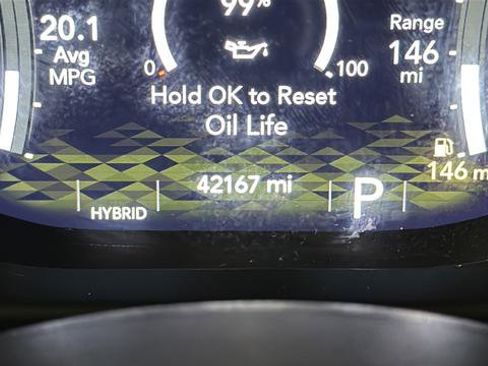 99%
20.1
Avg
MPG
Range
146
mi
0
100
Hold OK to Reset
Oil Life
146 m
42167 mi
P
HYBRID